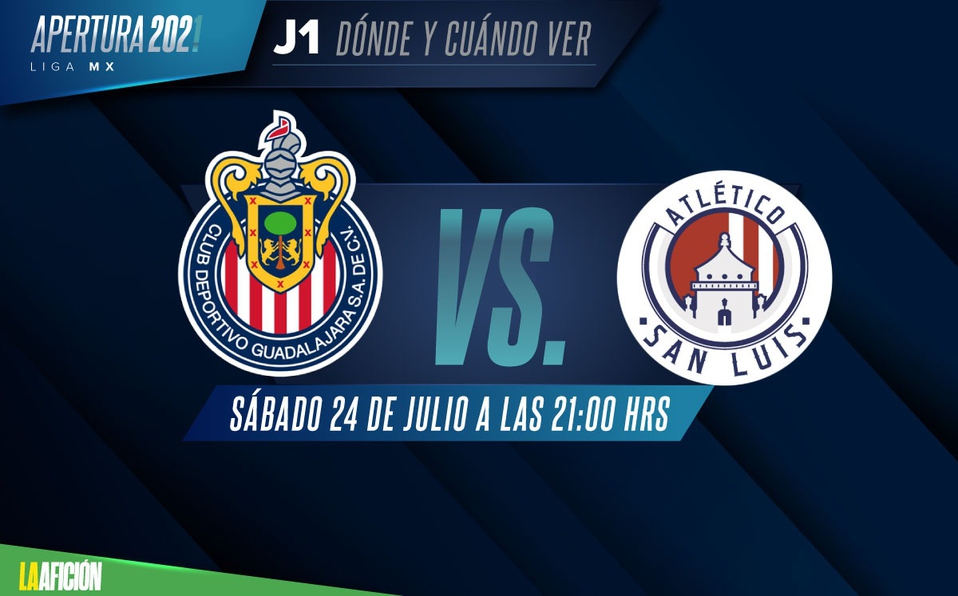 APERTURA 2021
LIGA MX
J1 DÓNDE Y CUÁNDO VER
CLUB DEPORTIVO GUADALAJARA S.A. DE C.V.
VS.
ATLÉTICO
SAN LUIS
SÁBADO 24 DE JULIO A LAS 21:00 HRS
LAAFICIÓN